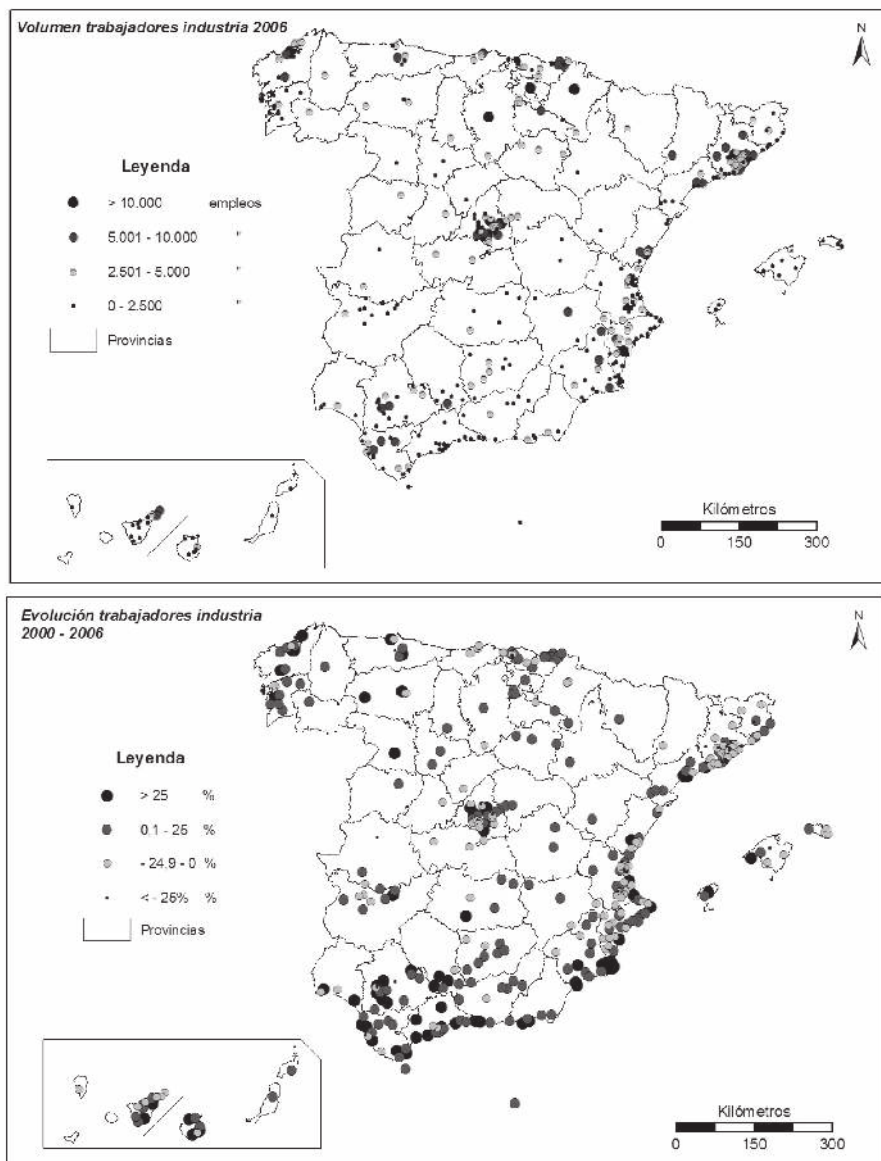 Volumen trabajadores industria 2006
N
Leyenda
> 10.000 empleos
5.001 - 10.000 "
2.501 - 5.000 "
0 - 2.500 "
Provincias
Kilómetros
0 150 300
Evolución trabajadores industria
2000 - 2006
N
Leyenda
> 25 %
0.1 - 25 %
- 24.9 - 0 %
< - 25% %
Provincias
Kilómetros
0 150 300